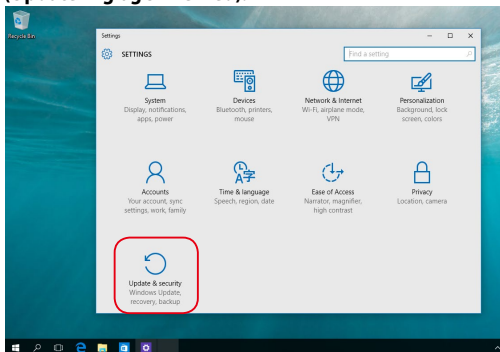 Recycle Bin
Settings
SETTINGS
Find a setting
System
Display, notifications,
apps, power
Devices
Bluetooth, printers,
mouse
Network & Internet
Wi-Fi, airplane mode,
VPN
Personalization
Background, lock
screen, colors
Accounts
Your account, sync
settings, work, family
Time & language
Speech, region, date
Ease of Access
Narrator, magnifier,
high contrast
Privacy
Location, camera
Update & security
Windows Update,
recovery, backup